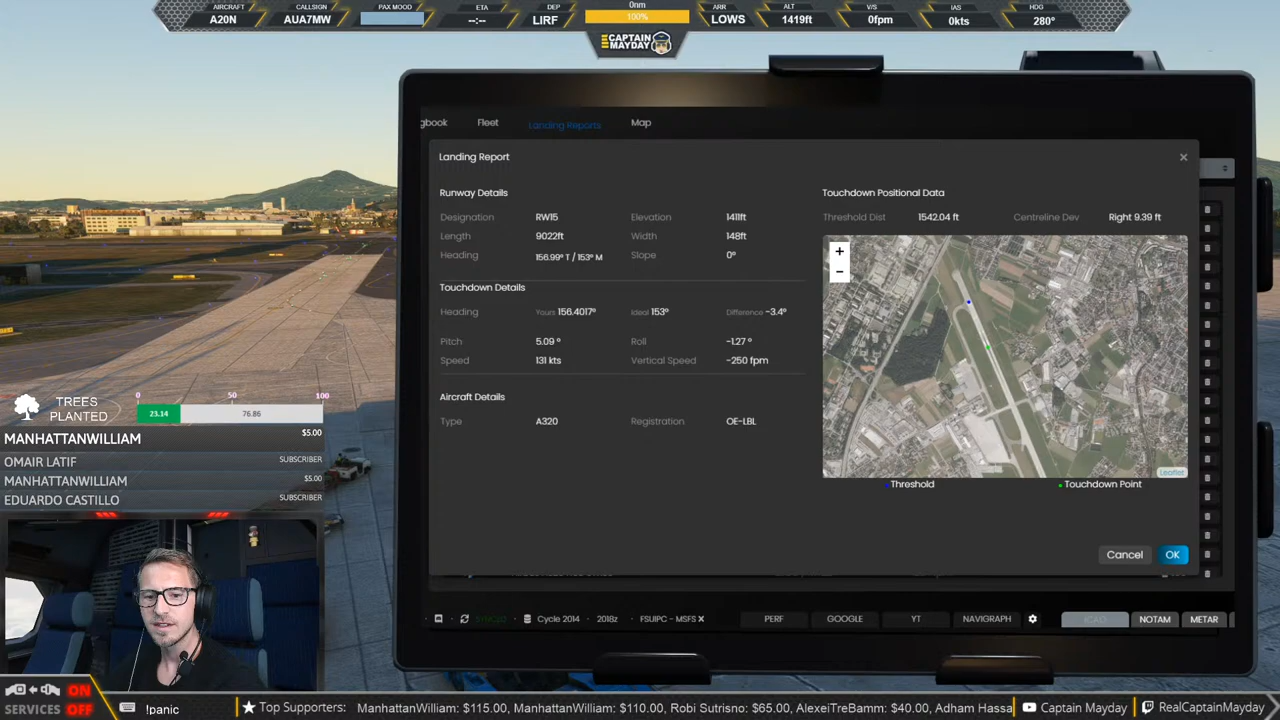 AIRCRAFT
A20N
CALLSIGN
AUA7MW
PAX MOOD
ETA
--:--
DEP
LIRF
0nm
100%
ARR
LOWS
ALT
1419ft
V/S
0fpm
IAS
0kts
HDG
280°
CAPTAIN
MAYDAY
gbook
Fleet
Landing Reports
Map
Landing Report
×
Runway Details
Designation RW15 Elevation 1411ft
Length 9022ft Width 148ft
Heading 156.99° T / 153° M Slope 0°
Touchdown Details
Heading Yours 156.4017° Ideal 153° Difference -3.4°
Pitch 5.09 ° Roll -1.27 °
Speed 131 kts Vertical Speed -250 fpm
Aircraft Details
Type A320 Registration OE-LBL
Touchdown Positional Data
Threshold Dist 1542.04 ft Centreline Dev Right 9.39 ft
+
−
Leaflet
Threshold Touchdown Point
Cancel OK
Cycle 2014 2018z FSUIPC - MSFS X PERF GOOGLE YT NAVIGRAPH ICAO NOTAM METAR
TREES
PLANTED
0 50 100
23.14 76.86
MANHATTANWILLIAM $5.00
OMAIR LATIF SUBSCRIBER
MANHATTANWILLIAM $5.00
EDUARDO CASTILLO SUBSCRIBER
ON
SERVICES OFF
!panic
Top Supporters: ManhattanWilliam: $115.00, ManhattanWilliam: $110.00, Robi Sutrisno: $65.00, AlexeiTreBamm: $40.00, Adham Hassa
Captain Mayday
RealCaptainMayday